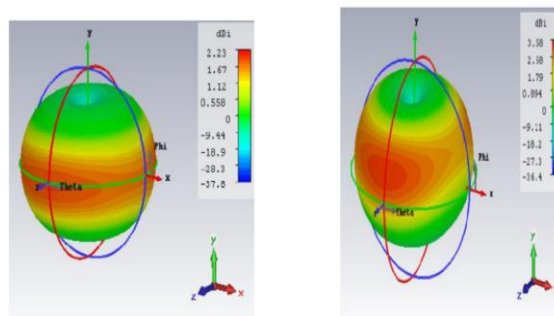 dBi
2.23
1.67
1.12
0.558
0
-9.44
-18.9
-28.3
-37.8
y
Phi
x
z
Theta
y
z
x
dBi
3.58
2.68
1.79
0.894
0
-9.11
-18.2
-27.3
-36.4
y
Phi
x
z
Theta
y
z